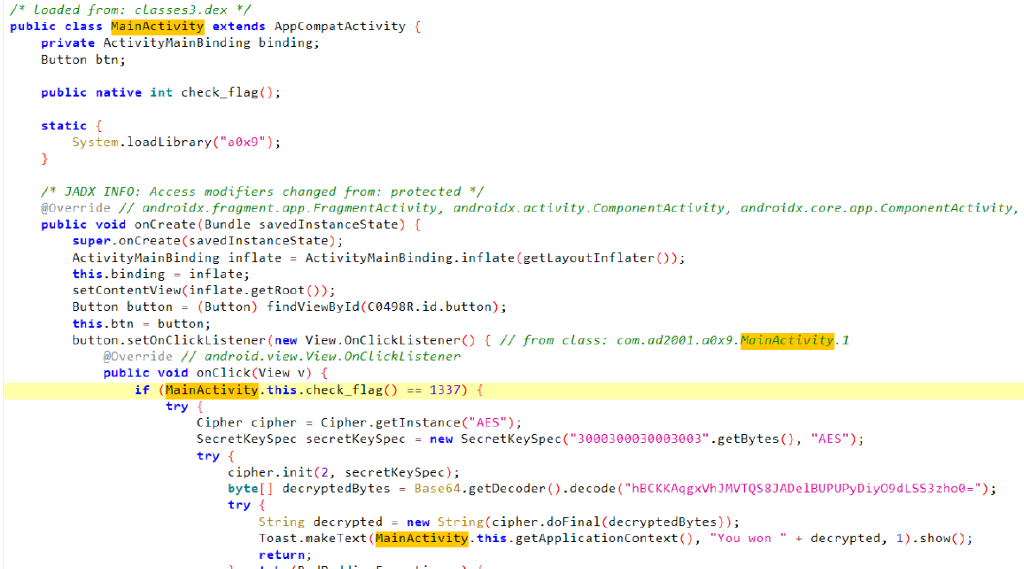 /* loaded from: classes3.dex */
public class MainActivity extends AppCompatActivity {
private ActivityMainBinding binding;
Button btn;
public native int check_flag();
static {
System.loadLibrary("a0x9");
}
/* JADX INFO: Access modifiers changed from: protected */
@Override // androidx.fragment.app.FragmentActivity, androidx.activity.ComponentActivity, androidx.core.app.ComponentActivity,
public void onCreate(Bundle savedInstanceState) {
super.onCreate(savedInstanceState);
ActivityMainBinding inflate = ActivityMainBinding.inflate(getLayoutInflater());
this.binding = inflate;
setContentView(inflate.getRoot());
Button button = (Button) findViewById(C0498R.id.button);
this.btn = button;
button.setOnClickListener(new View.OnClickListener() { // from class: com.ad2001.a0x9.MainActivity.1
@Override // android.view.View.OnClickListener
public void onClick(View v) {
if (MainActivity.this.check_flag() == 1337) {
try {
Cipher cipher = Cipher.getInstance("AES");
SecretKeySpec secretKeySpec = new SecretKeySpec("3000300030003003".getBytes(), "AES");
try {
cipher.init(2, secretKeySpec);
byte[] decryptedBytes = Base64.getDecoder().decode("hBCKKAqgxVhJMVTQS8JADelBUPUPyDiyO9dLSS3zho0=");
try {
String decrypted = new String(cipher.doFinal(decryptedBytes));
Toast.makeText(MainActivity.this.getApplicationContext(), "You won " + decrypted, 1).show();
return;